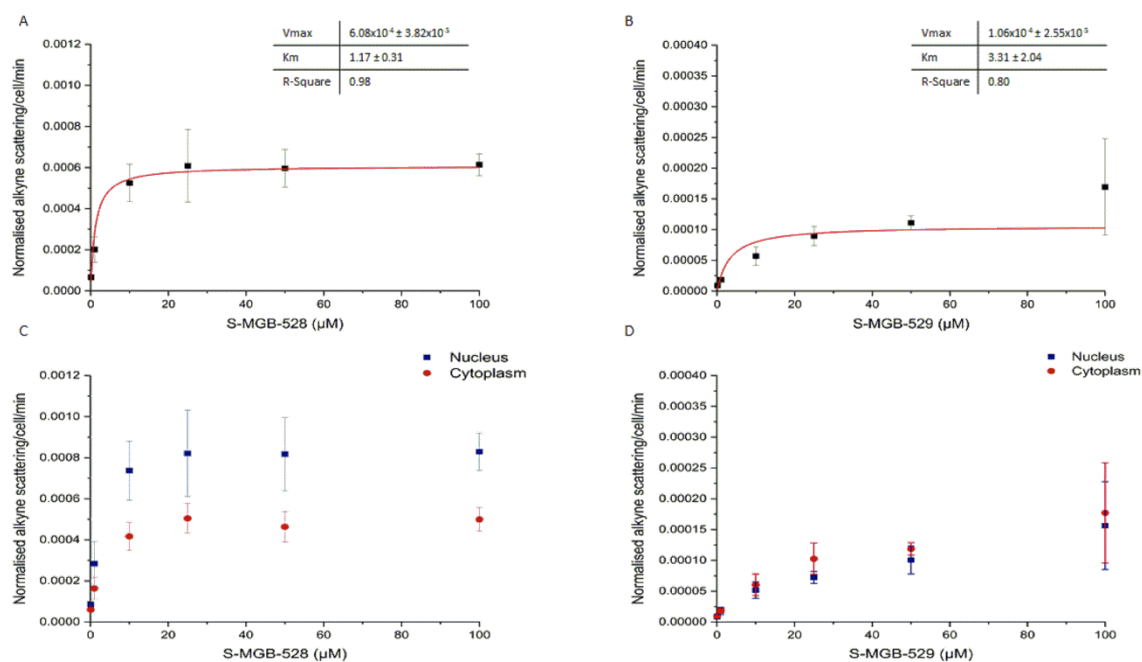 A
Vmax 6.08x10⁻⁴ ± 3.82x10⁻⁵
Km 1.17 ± 0.31
R-Square 0.98
Normalised alkyne scattering/cell/min
0.0012
0.0010
0.0008
0.0006
0.0004
0.0002
0.0000
0 20 40 60 80 100
S-MGB-528 (µM)
B
Vmax 1.06x10⁻⁴ ± 2.55x10⁻⁵
Km 3.31 ± 2.04
R-Square 0.80
Normalised alkyne scattering/cell/min
0.00040
0.00035
0.00030
0.00025
0.00020
0.00015
0.00010
0.00005
0.00000
0 20 40 60 80 100
S-MGB-529 (µM)
C
Nucleus
Cytoplasm
Normalised alkyne scattering/cell/min
0.0012
0.0010
0.0008
0.0006
0.0004
0.0002
0.0000
0 20 40 60 80 100
S-MGB-528 (µM)
D
Nucleus
Cytoplasm
Normalised alkyne scattering/cell/min
0.00040
0.00035
0.00030
0.00025
0.00020
0.00015
0.00010
0.00005
0.00000
0 20 40 60 80 100
S-MGB-529 (µM)